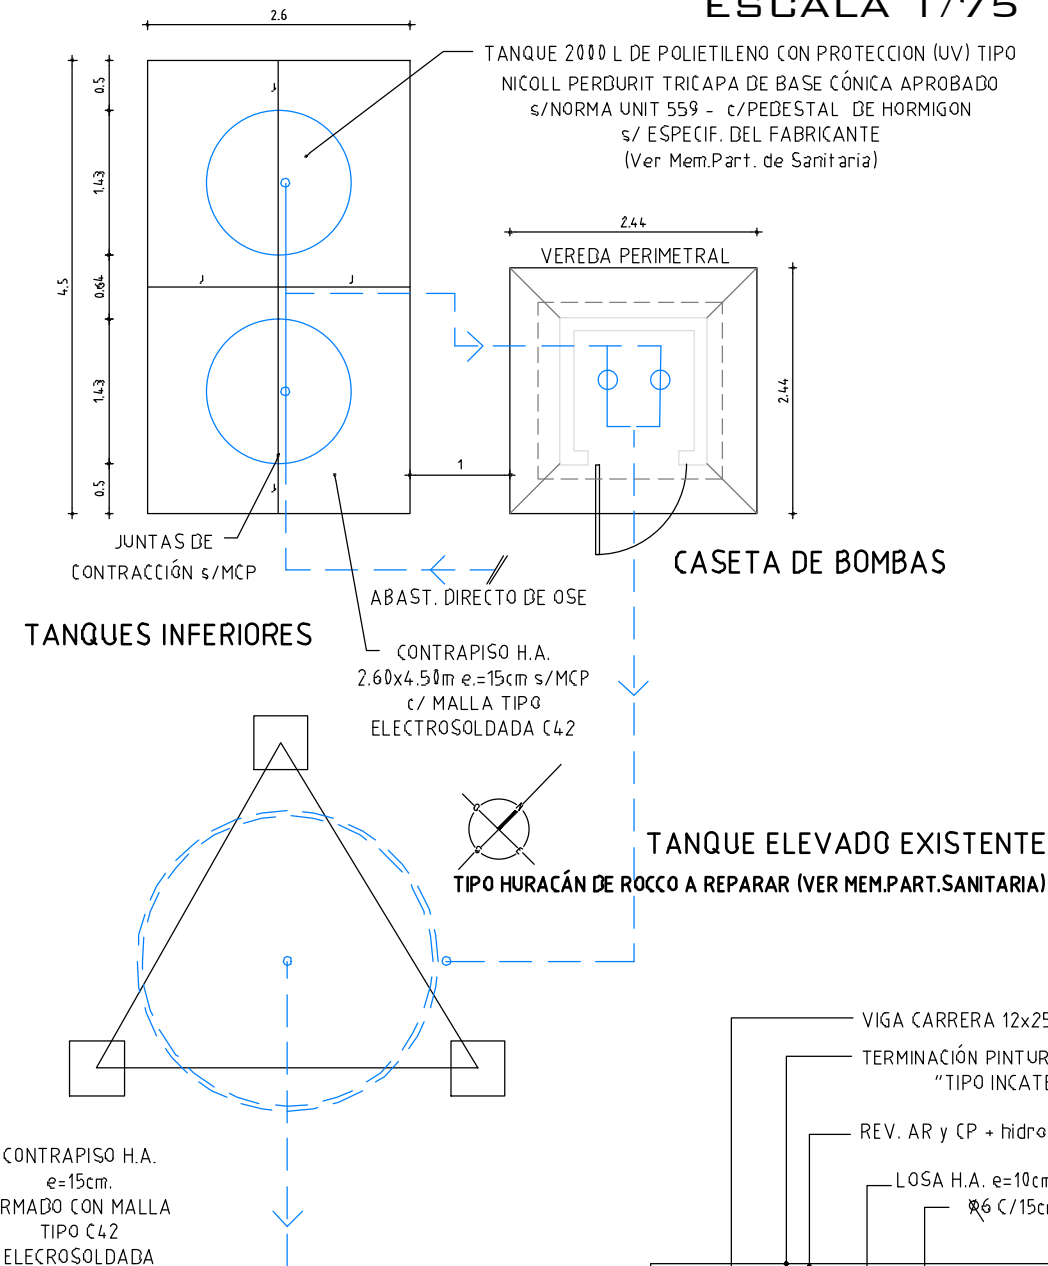 ESCALA 1/75
2.6
TANQUE 2000 L DE POLIETILENO CON PROTECCION (UV) TIPO
NICOLL PERDURIT TRICAPA DE BASE CÓNICA APROBADO
s/NORMA UNIT 559 - c/PEDESTAL DE HORMIGON
s/ ESPECIF. DEL FABRICANTE
(Ver Mem.Part. de Sanitaria)
0.5
1.43
0.64
1.43
0.5
4.5
2.44
VEREDA PERIMETRAL
2.44
1
JUNTAS DE
CONTRACCIÓN s/MCP
ABAST. DIRECTO DE OSE
CASETA DE BOMBAS
TANQUES INFERIORES
CONTRAPISO H.A.
2.60x4.50m e.=15cm s/MCP
c/ MALLA TIPO
ELECTROSOLDADA C42
TANQUE ELEVADO EXISTENTE
TIPO HURACÁN DE ROCCO A REPARAR (VER MEM.PART.SANITARIA)
VIGA CARRERA 12x25
TERMINACIÓN PINTUR
"TIPO INCATE
REV. AR y CP + hidro
LOSA H.A. e=10cm
Ø6 C/15cm
CONTRAPISO H.A.
e=15cm.
RMADO CON MALLA
TIPO C42
ELECROSOLDADA